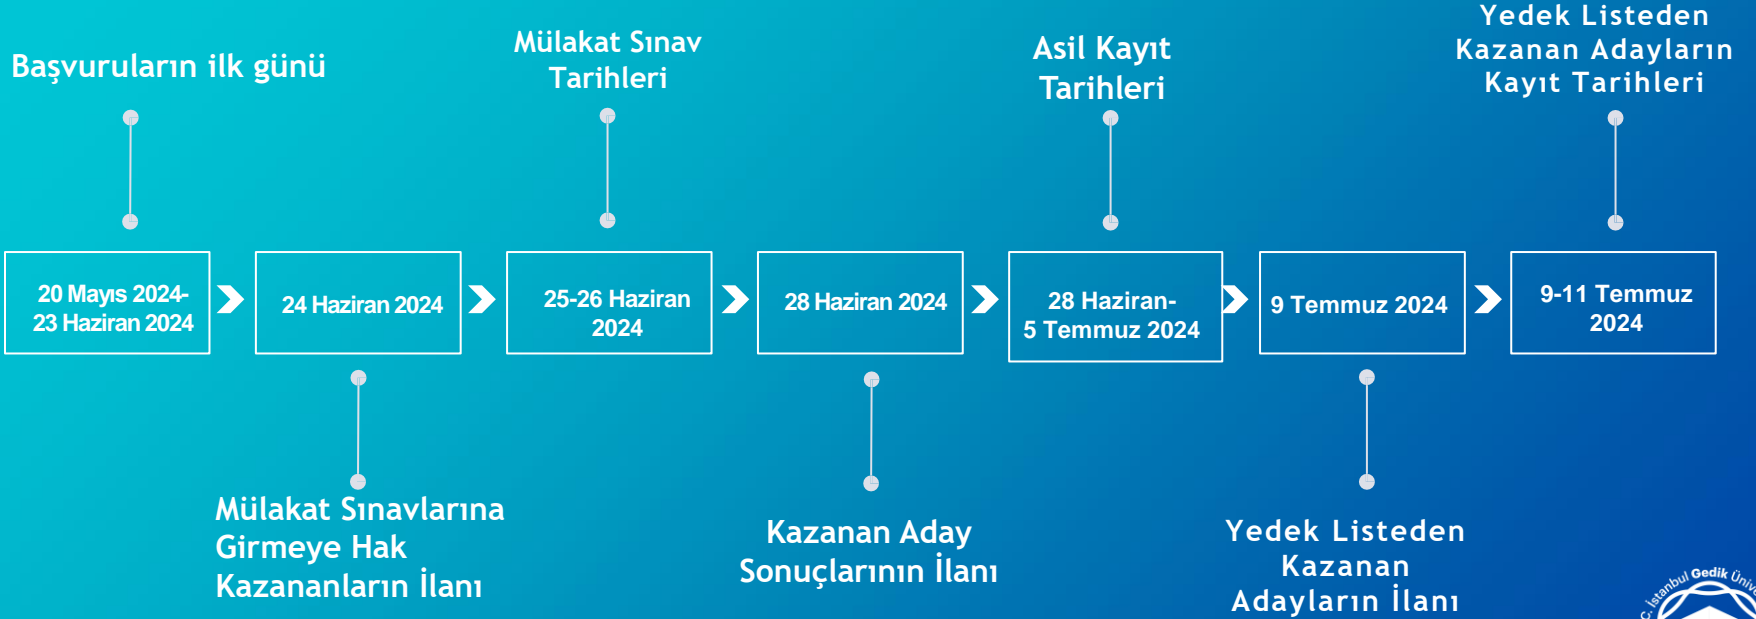 Başvuruların ilk günü
Mülakat Sınav
Tarihleri
Asil Kayıt
Tarihleri
Yedek Listeden
Kazanan Adayların
Kayıt Tarihleri
20 Mayıs 2024-
23 Haziran 2024
24 Haziran 2024
25-26 Haziran
2024
28 Haziran 2024
28 Haziran-
5 Temmuz 2024
9 Temmuz 2024
9-11 Temmuz
2024
Mülakat Sınavlarına
Girmeye Hak
Kazananların İlanı
Kazanan Aday
Sonuçlarının İlanı
Yedek Listeden
Kazanan
Adayların İlanı
İstanbul Gedik